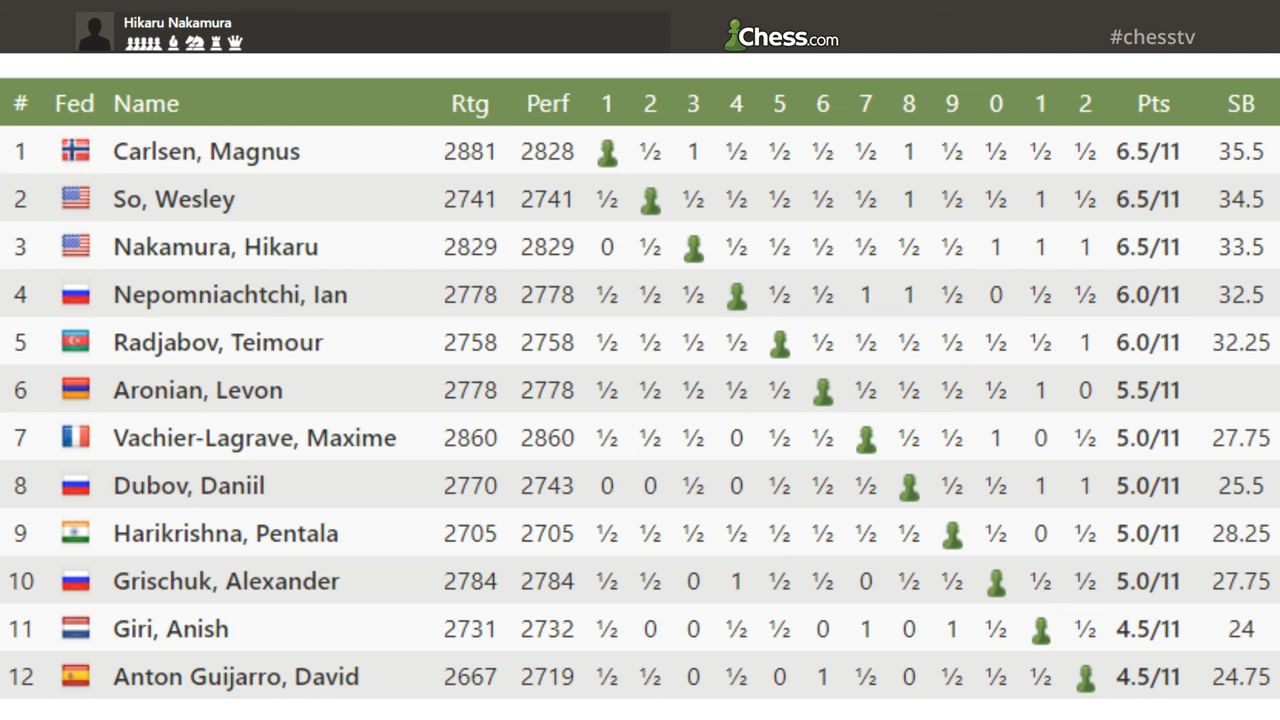 Hikaru Nakamura
Chess.com
#chesstv
# Fed Name Rtg Perf 1 2 3 4 5 6 7 8 9 0 1 2 Pts SB
1 Carlsen, Magnus 2881 2828 ½ 1 ½ ½ ½ ½ 1 ½ ½ ½ ½ 6.5/11 35.5
2 So, Wesley 2741 2741 ½ ½ ½ ½ ½ ½ 1 ½ ½ 1 ½ 6.5/11 34.5
3 Nakamura, Hikaru 2829 2829 0 ½ ½ ½ ½ ½ ½ ½ 1 1 1 6.5/11 33.5
4 Nepomniachtchi, Ian 2778 2778 ½ ½ ½ ½ ½ 1 1 ½ 0 ½ ½ 6.0/11 32.5
5 Radjabov, Teimour 2758 2758 ½ ½ ½ ½ ½ ½ ½ ½ ½ ½ 1 6.0/11 32.25
6 Aronian, Levon 2778 2778 ½ ½ ½ ½ ½ ½ ½ ½ ½ 1 0 5.5/11
7 Vachier-Lagrave, Maxime 2860 2860 ½ ½ ½ 0 ½ ½ ½ ½ 1 0 ½ 5.0/11 27.75
8 Dubov, Daniil 2770 2743 0 0 ½ 0 ½ ½ ½ ½ ½ 1 1 5.0/11 25.5
9 Harikrishna, Pentala 2705 2705 ½ ½ ½ ½ ½ ½ ½ ½ ½ 0 ½ 5.0/11 28.25
10 Grischuk, Alexander 2784 2784 ½ ½ 0 1 ½ ½ 0 ½ ½ ½ ½ 5.0/11 27.75
11 Giri, Anish 2731 2732 ½ 0 0 ½ ½ 0 1 0 1 ½ ½ 4.5/11 24
12 Anton Guijarro, David 2667 2719 ½ ½ 0 ½ 0 1 ½ 0 ½ ½ ½ 4.5/11 24.75